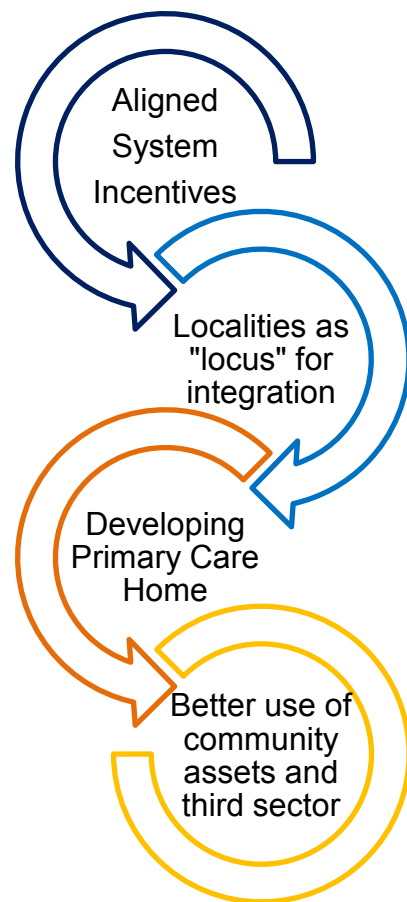 Aligned
System
Incentives
Localities as
"locus" for
integration
Developing
Primary Care
Home
Better use of
community
assets and
third sector